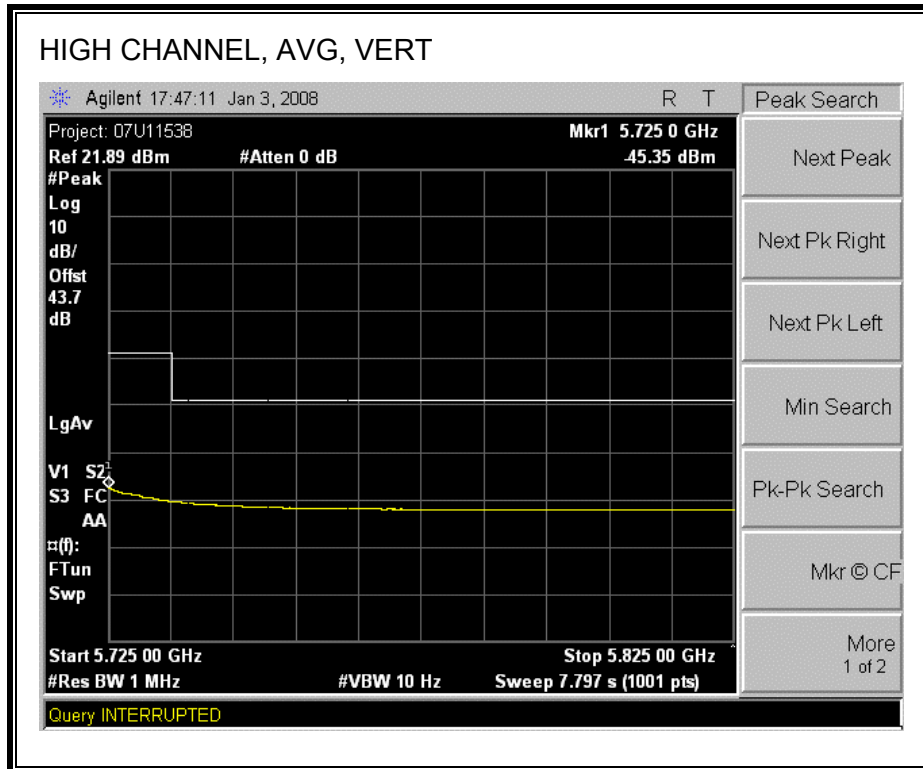 HIGH CHANNEL, AVG, VERT
Agilent 17:47:11 Jan 3, 2008 R T
Peak Search
Project: 07U11538 Mkr1 5.725 0 GHz
Ref 21.89 dBm #Atten 0 dB -45.35 dBm
#Peak
Log
10
dB/
Offst
43.7
dB
LgAv
V1 S2
S3 FC
AA
¤(f):
FTun
Swp
1
Start 5.725 00 GHz Stop 5.825 00 GHz ^
#Res BW 1 MHz #VBW 10 Hz Sweep 7.797 s (1001 pts)
Query INTERRUPTED
Next Peak
Next Pk Right
Next Pk Left
Min Search
Pk-Pk Search
Mkr © CF
More
1 of 2